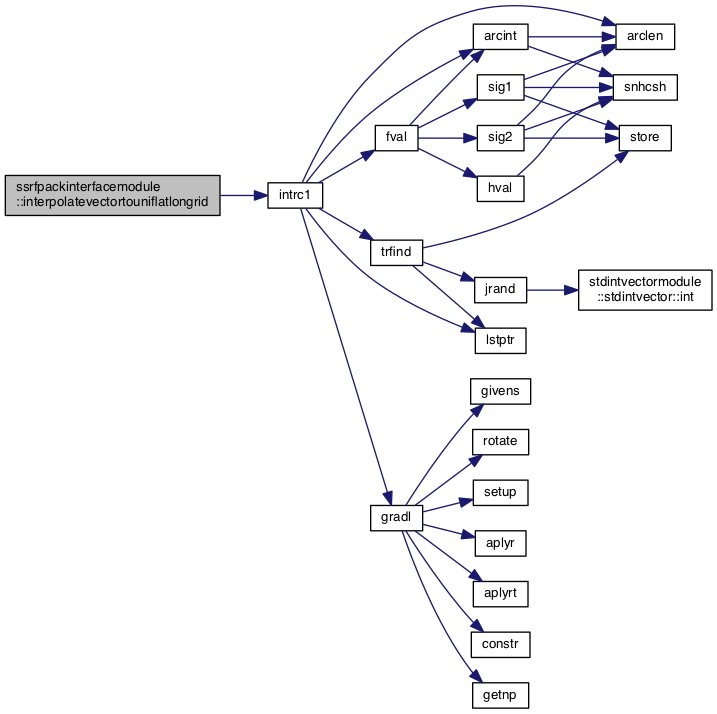 ssrfpackinterfacemodule
::interpolatevectortouniflatlongrid
intrc1
fval
trfind
gradl
arcint
sig1
sig2
hval
jrand
lstptr
givens
rotate
setup
aplyr
aplyrt
constr
getnp
arclen
snhcsh
store
stdintvectormodule
::stdintvector::int